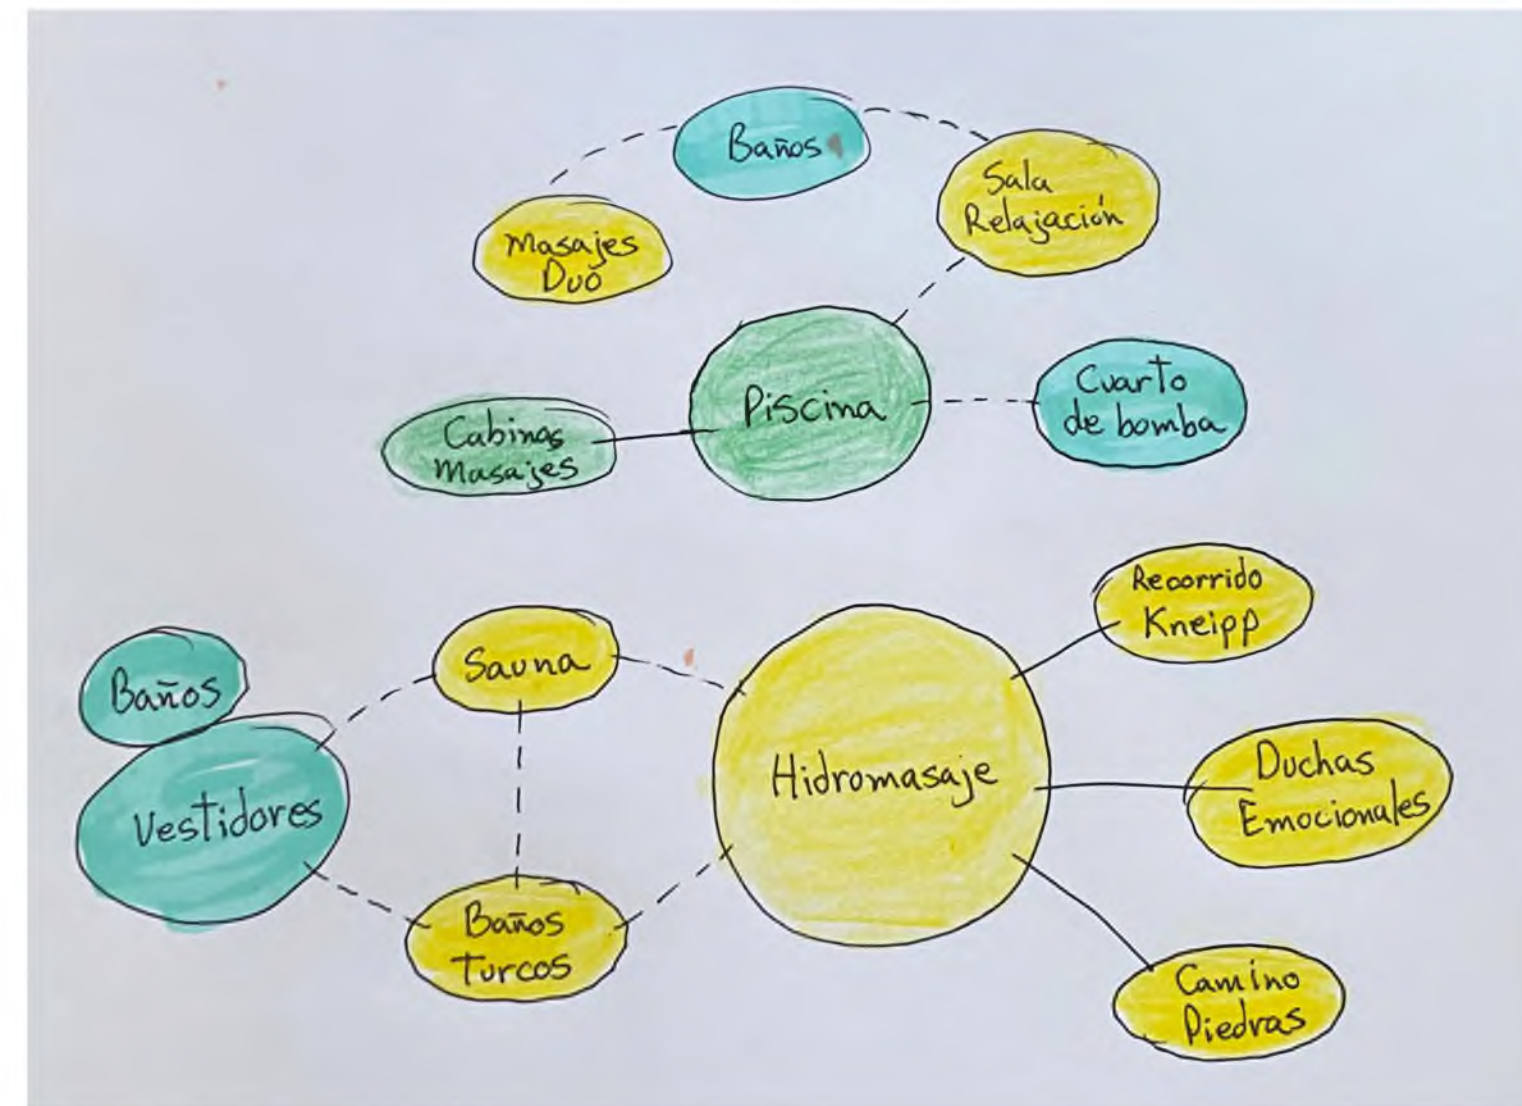 Baños
Sala
Relajación
Masajes
Duo
Piscina
Cuarto
de bomba
Cabinas
Masajes
Recorrido
Kneipp
Sauna
Baños
Vestidores
Hidromasaje
Duchas
Emocionales
Baños
Turcos
Camino
Piedras